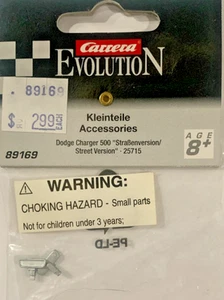 Carrera
EVOLUTION
89169
$ 2.99 EACH
Kleinteile
Accessories
Dodge Charger 500 "Straßenversion/
Street Version" - 25715
AGE
8+
89169
WARNING:
CHOKING HAZARD - Small parts
Not for children under 3 years;
PE-LD